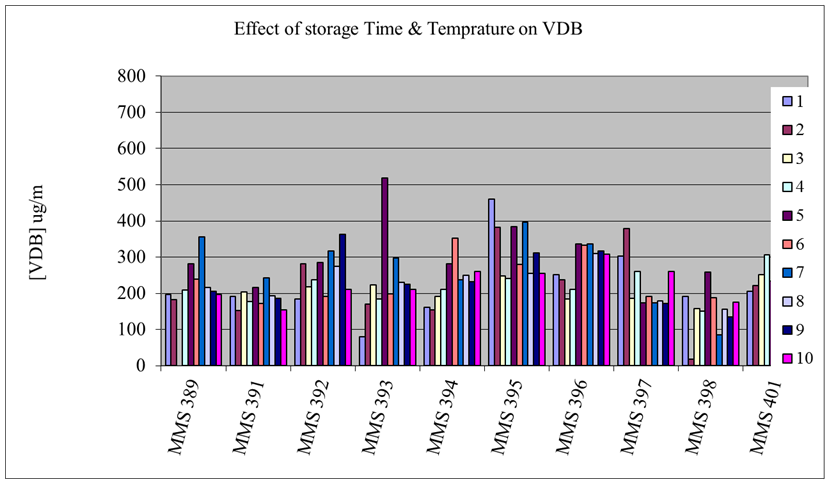 Effect of storage Time & Temprature on VDB
[VDB] ug/m
800
700
600
500
400
300
200
100
0
MMS 389
MMS 391
MMS 392
MMS 393
MMS 394
MMS 395
MMS 396
MMS 397
MMS 398
MMS 401
1
2
3
4
5
6
7
8
9
10